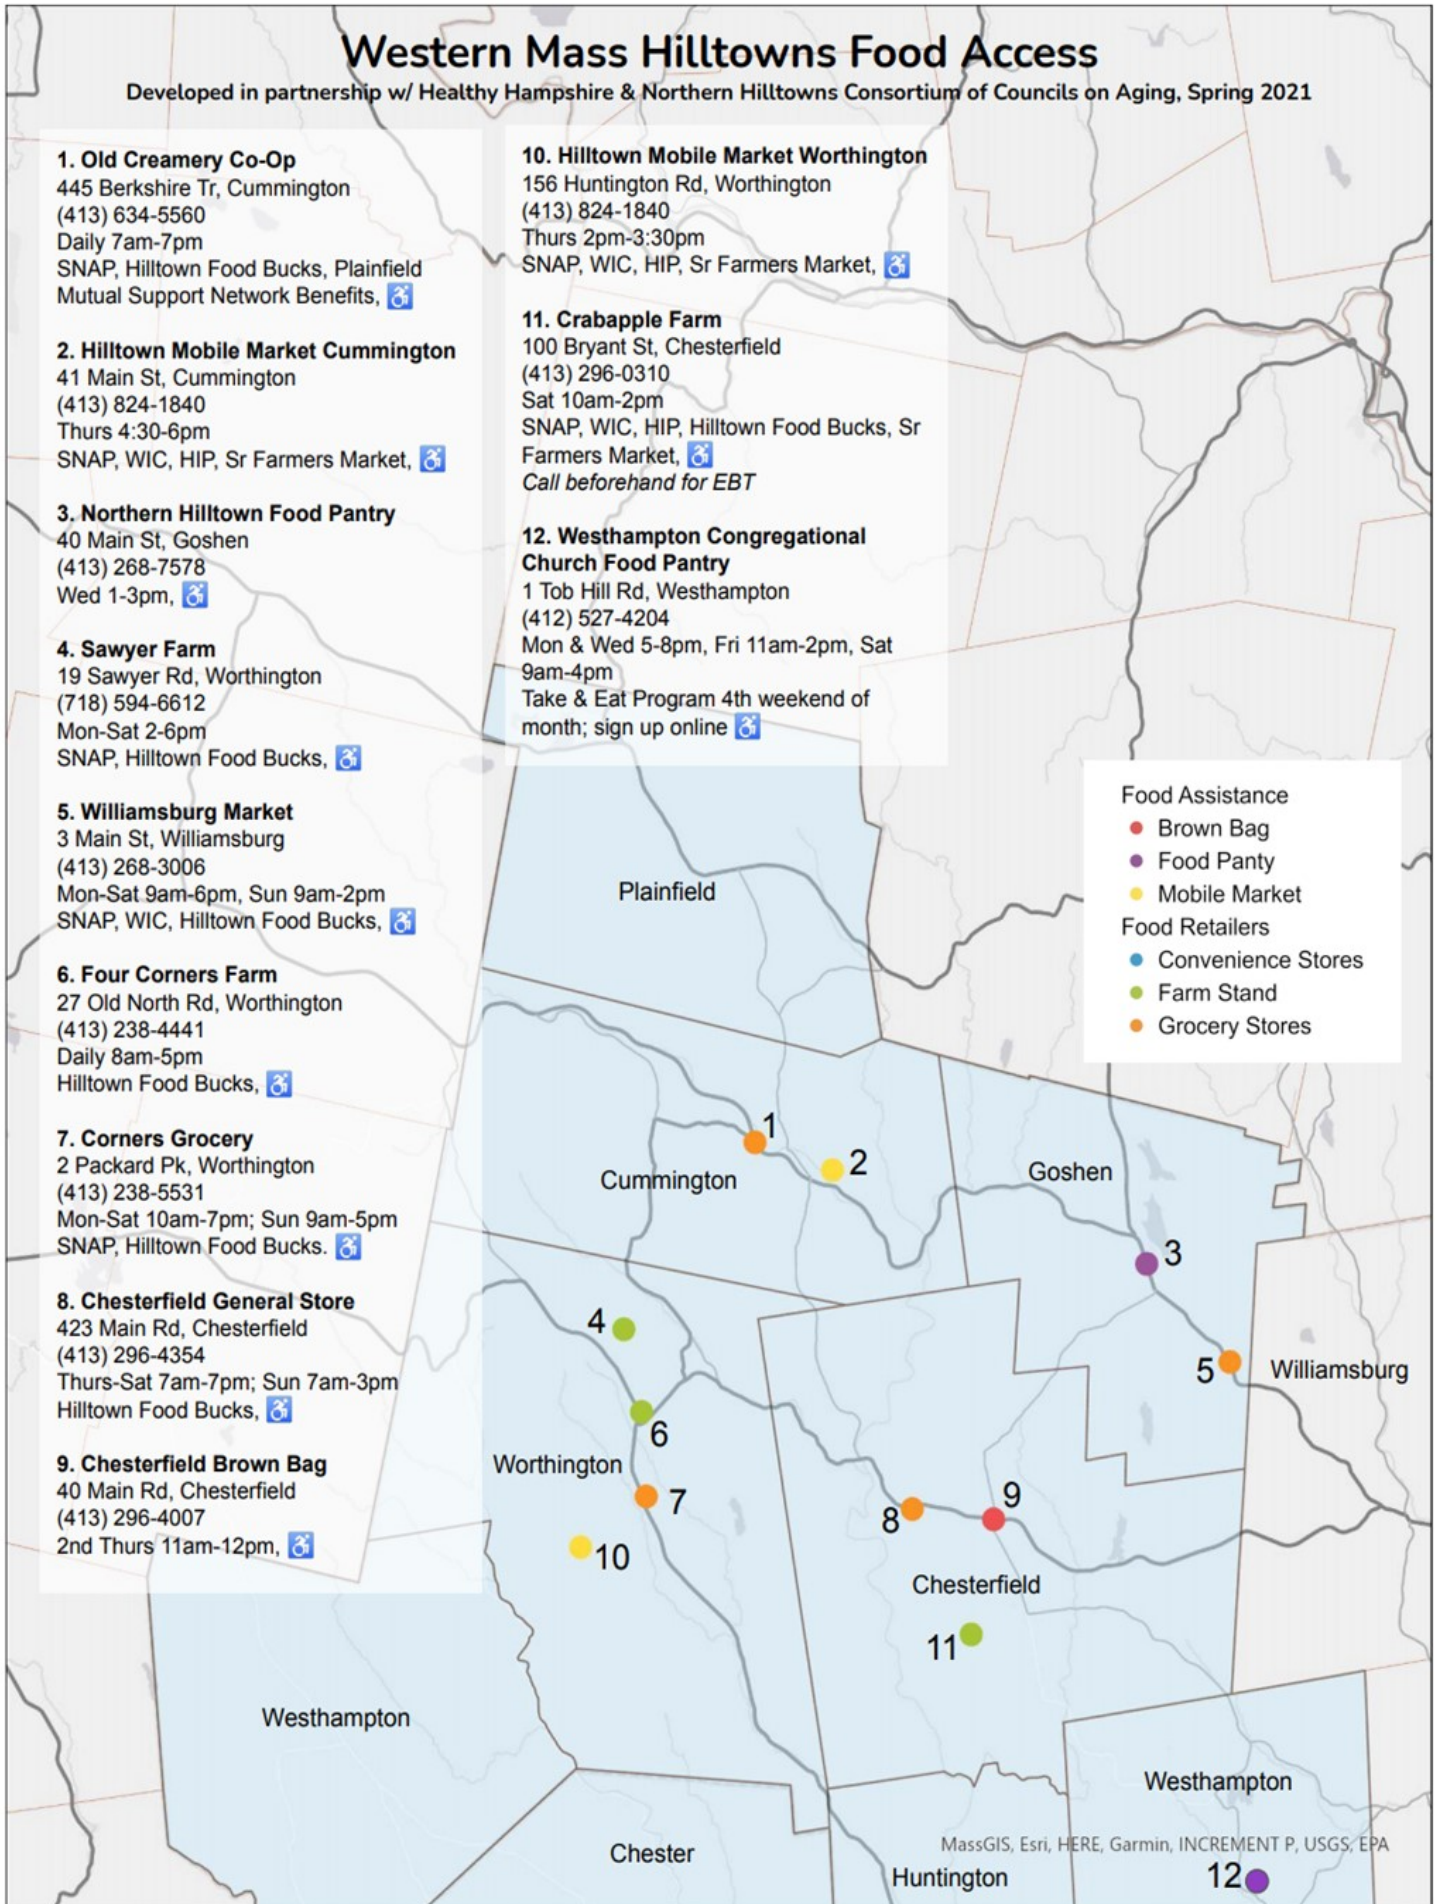 Western Mass Hilltowns Food Access
Developed in partnership w/ Healthy Hampshire & Northern Hilltowns Consortium of Councils on Aging, Spring 2021
1. Old Creamery Co-Op
445 Berkshire Tr, Cummington
(413) 634-5560
Daily 7am-7pm
SNAP, Hilltown Food Bucks, Plainfield
Mutual Support Network Benefits,
2. Hilltown Mobile Market Cummington
41 Main St, Cummington
(413) 824-1840
Thurs 4:30-6pm
SNAP, WIC, HIP, Sr Farmers Market,
3. Northern Hilltown Food Pantry
40 Main St, Goshen
(413) 268-7578
Wed 1-3pm,
4. Sawyer Farm
19 Sawyer Rd, Worthington
(718) 594-6612
Mon-Sat 2-6pm
SNAP, Hilltown Food Bucks,
5. Williamsburg Market
3 Main St, Williamsburg
(413) 268-3006
Mon-Sat 9am-6pm, Sun 9am-2pm
SNAP, WIC, Hilltown Food Bucks,
6. Four Corners Farm
27 Old North Rd, Worthington
(413) 238-4441
Daily 8am-5pm
Hilltown Food Bucks,
7. Corners Grocery
2 Packard Pk, Worthington
(413) 238-5531
Mon-Sat 10am-7pm; Sun 9am-5pm
SNAP, Hilltown Food Bucks.
8. Chesterfield General Store
423 Main Rd, Chesterfield
(413) 296-4354
Thurs-Sat 7am-7pm; Sun 7am-3pm
Hilltown Food Bucks,
9. Chesterfield Brown Bag
40 Main Rd, Chesterfield
(413) 296-4007
2nd Thurs 11am-12pm,
10. Hilltown Mobile Market Worthington
156 Huntington Rd, Worthington
(413) 824-1840
Thurs 2pm-3:30pm
SNAP, WIC, HIP, Sr Farmers Market,
11. Crabapple Farm
100 Bryant St, Chesterfield
(413) 296-0310
Sat 10am-2pm
SNAP, WIC, HIP, Hilltown Food Bucks, Sr
Farmers Market,
Call beforehand for EBT
12. Westhampton Congregational
Church Food Pantry
1 Tob Hill Rd, Westhampton
(412) 527-4204
Mon & Wed 5-8pm, Fri 11am-2pm, Sat
9am-4pm
Take & Eat Program 4th weekend of
month; sign up online
Food Assistance
Brown Bag
Food Panty
Mobile Market
Food Retailers
Convenience Stores
Farm Stand
Grocery Stores
Plainfield
1
2
Cummington
Goshen
3
4
5
Williamsburg
6
Worthington
7
8
9
10
Chesterfield
11
Westhampton
Westhampton
MassGIS, Esri, HERE, Garmin, INCREMENT P, USGS, EPA
Chester
Huntington
12